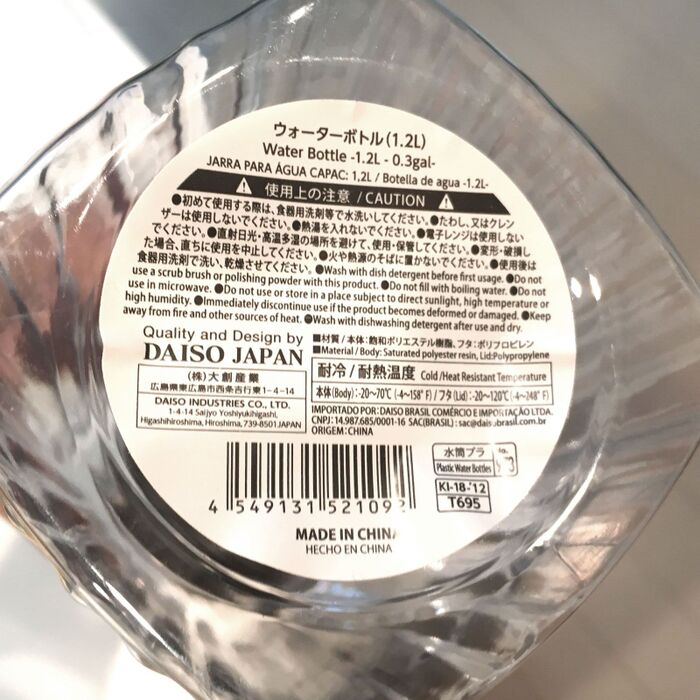 ウォーターボトル(1.2L)
Water Bottle -1.2L - 0.3gal-
JARRA PARA ÁGUA CAPAC: 1,2L / Botella de agua -1.2L-
使用上の注意 / CAUTION
●初めて使用する際は、食器用洗剤等で水洗いしてください。●たわし、又はクレン
ザーは使用しないでください。●熱湯を入れないでください。●電子レンジは使用しない
でください。●直射日光・高温多湿の場所を避けて、使用・保管してください。●変形・破損し
た場合、直ちに使用を中止してください。●火や熱源のそばに置かないでください。●使用後は
食器用洗剤で洗い、乾燥させてください。●Wash with dish detergent before first usage. ●Do not
use a scrub brush or polishing powder with this product. ●Do not fill with boiling water. ●Do not
use in microwave. ●Do not use or store in a place subject to direct sunlight, high temperature or
high humidity. ●Immediately discontinue use if the product becomes deformed or damaged. ●Keep
away from fire and other sources of heat. ●Wash with dishwashing detergent after use and dry.
Quality and Design by
DAISO JAPAN
(株)大創産業
広島県東広島市西条吉行東1-4-14
DAISO INDUSTRIES CO., LTD.
1-4-14 Saijyo Yoshiyukihigashi,
Higashihiroshima, Hiroshima, 739-8501 JAPAN
■材質/本体:飽和ポリエステル樹脂、フタ:ポリプロピレン
■Material / Body: Saturated polyester resin, Lid:Polypropylene
耐冷/耐熱温度 Cold /Heat Resistant Temperature
本体(Body):-20~70℃ (-4~158°F) /フタ(Lid):-20~120℃ (-4~248°F)
IMPORTADO POR:DAISO BRASIL COMÉRCIO E IMPORTAÇÃO LTDA.
CNPJ:14.987.685/0001-16 SAC(BRASIL): sac@daisobrasil.com.br
ORIGEM:CHINA
水筒プラ
Plastic Water Bottles
No.
KI-18-'12
T695
4 549131 521092
MADE IN CHINA
HECHO EN CHINA